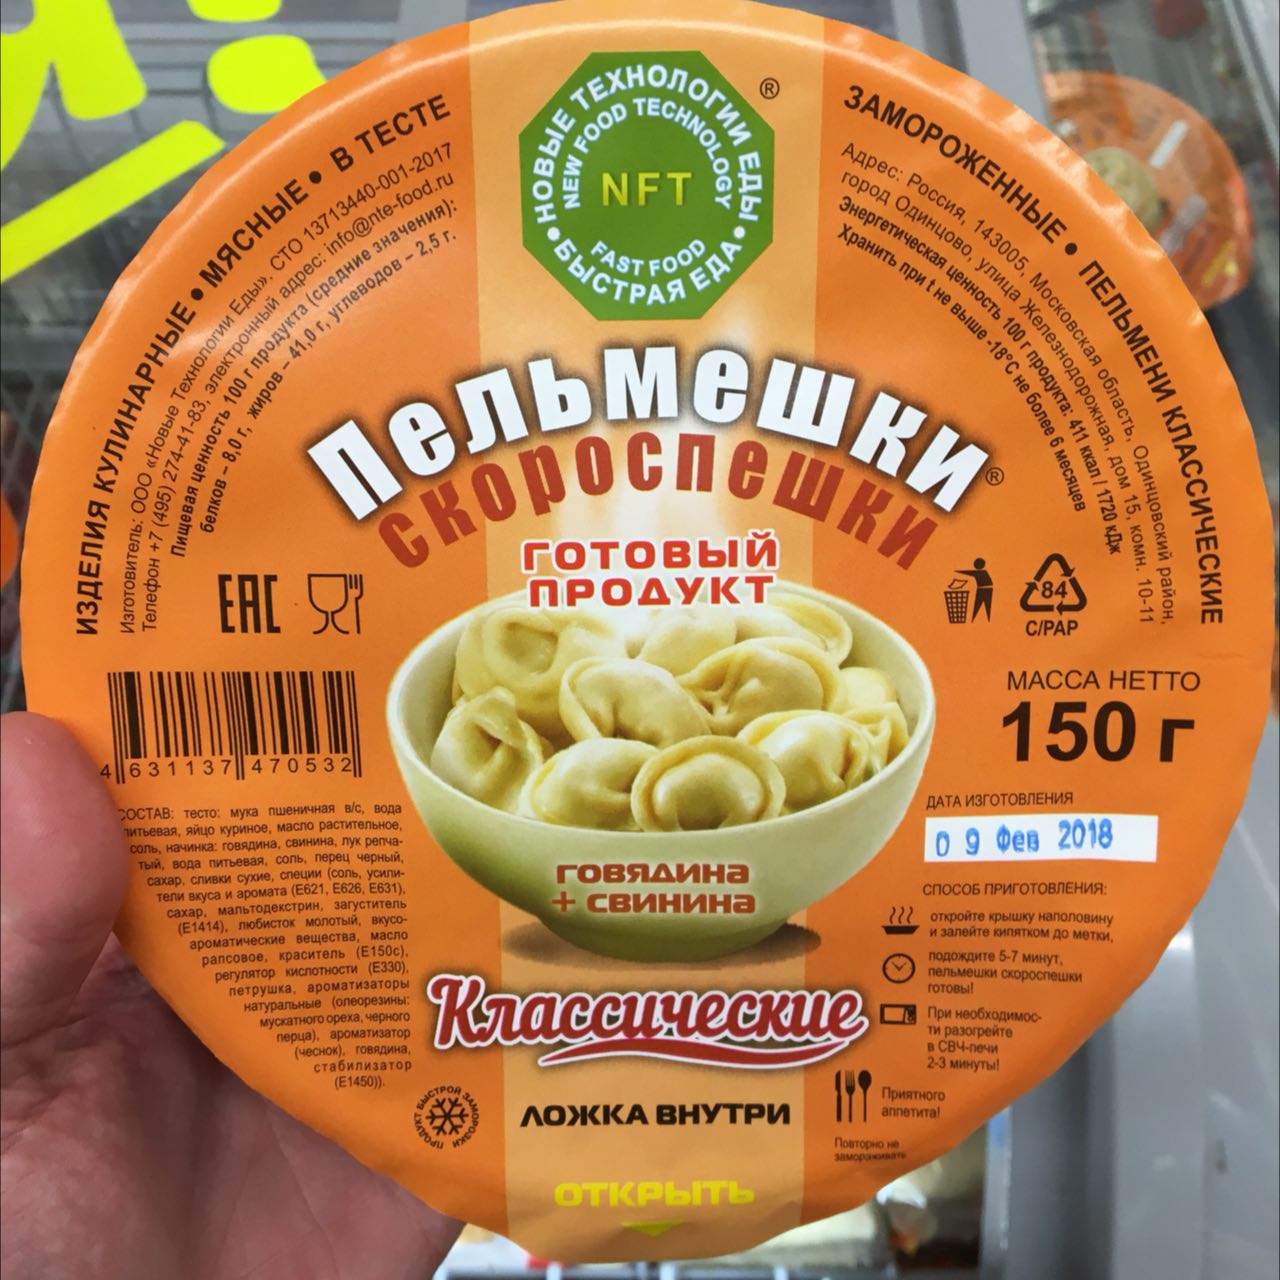 НОВЫЕ ТЕХНОЛОГИИ ЕДЫ
• БЫСТРАЯ ЕДА •
NEW FOOD TECHNOLOGY
FAST FOOD
NFT
®
ИЗДЕЛИЯ КУЛИНАРНЫЕ • МЯСНЫЕ • В ТЕСТЕ
ЗАМОРОЖЕННЫЕ • ПЕЛЬМЕНИ КЛАССИЧЕСКИЕ
Изготовитель: ООО «Новые Технологии Еды». СТО 13713440-001-2017
Телефон +7 (495) 274-41-83, электронный адрес: info@nte-food.ru
Пищевая ценность 100 г продукта (средние значения):
белков – 8,0 г, жиров – 41,0 г, углеводов – 2,5 г.
Адрес: Россия, 143005, Московская область, Одинцовский район,
город Одинцово, улица Железнодорожная, дом 15, комн. 10-11
Энергетическая ценность 100 г продукта: 411 ккал / 1720 кДж
Хранить при t не выше -18°С не более 6 месяцев
Пельмешки®
скороспешки
ГОТОВЫЙ
ПРОДУКТ
ЕАС
84
C/PAP
4 631137 470532
МАССА НЕТТО
150 г
ДАТА ИЗГОТОВЛЕНИЯ
09 Фев 2018
СОСТАВ: тесто: мука пшеничная в/с, вода
питьевая, яйцо куриное, масло растительное,
соль, начинка: говядина, свинина, лук репча-
тый, вода питьевая, соль, перец черный,
сахар, сливки сухие, специи (соль, усили-
тели вкуса и аромата (Е621, Е626, Е631),
сахар, мальтодекстрин, загуститель
(Е1414), любисток молотый, вкусо-
ароматические вещества, масло
рапсовое, краситель (Е150с),
регулятор кислотности (Е330),
петрушка, ароматизаторы
натуральные (олеорезины:
мускатного ореха, черного
перца), ароматизатор
(чеснок), говядина,
стабилизатор
(Е1450)).
говядина
+ свинина
Классические
СПОСОБ ПРИГОТОВЛЕНИЯ:
откройте крышку наполовину
и залейте кипятком до метки,
подождите 5-7 минут,
пельмешки скороспешки
готовы!
При необходимос-
ти разогрейте
в СВЧ-печи
2-3 минуты!
Приятного
аппетита!
Повторно не
замораживать
ПРОДУКТ БЫСТРОЙ ЗАМОРОЗКИ
ЛОЖКА ВНУТРИ
ОТКРЫТЬ